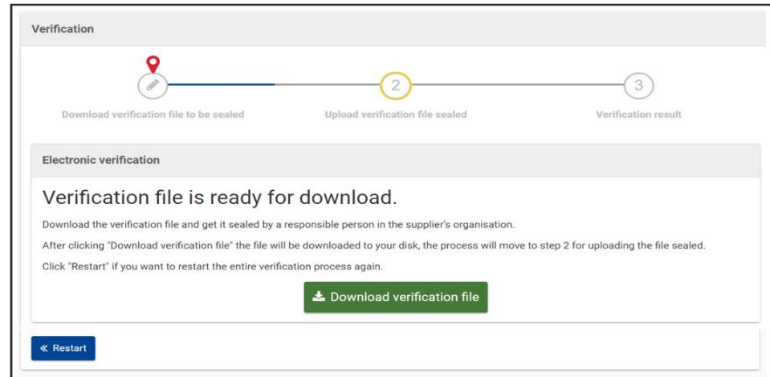 Verification
2
3
Download verification file to be sealed
Upload verification file sealed
Verification result
Electronic verification
Verification file is ready for download.
Download the verification file and get it sealed by a responsible person in the supplier's organisation.
After clicking "Download verification file" the file will be downloaded to your disk, the process will move to step 2 for uploading the file sealed.
Click "Restart" if you want to restart the entire verification process again.
Download verification file
Restart